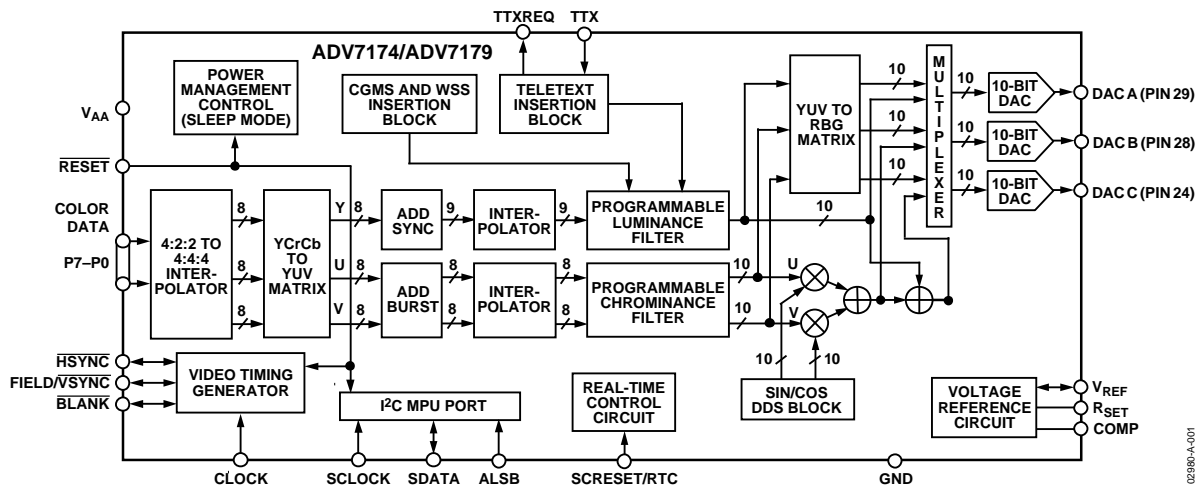 TTXREQ TTX
ADV7174/ADV7179
POWER
MANAGEMENT
CONTROL
(SLEEP MODE)
CGMS AND WSS
INSERTION
BLOCK
TELETEXT
INSERTION
BLOCK
YUV TO
RBG
MATRIX
10
10
10
MULTIPLEXER
10
10
10
10-BIT
DAC
10-BIT
DAC
10-BIT
DAC
DAC A (PIN 29)
DAC B (PIN 28)
DAC C (PIN 24)
VAA
RESET
COLOR
DATA
P7–P0
4:2:2 TO
4:4:4
INTER-
POLATOR
8
8
8
YCrCb
TO
YUV
MATRIX
Y 8
U 8
V 8
ADD
SYNC
9
INTER-
POLATOR
9
PROGRAMMABLE
LUMINANCE
FILTER
10
ADD
BURST
8
8
INTER-
POLATOR
8
8
PROGRAMMABLE
CHROMINANCE
FILTER
10
10
U
V
10 10
SIN/COS
DDS BLOCK
HSYNC
FIELD/VSYNC
BLANK
VIDEO TIMING
GENERATOR
I2C MPU PORT
REAL-TIME
CONTROL
CIRCUIT
VOLTAGE
REFERENCE
CIRCUIT
VREF
RSET
COMP
CLOCK SCLOCK SDATA ALSB SCRESET/RTC GND
02980-A-001